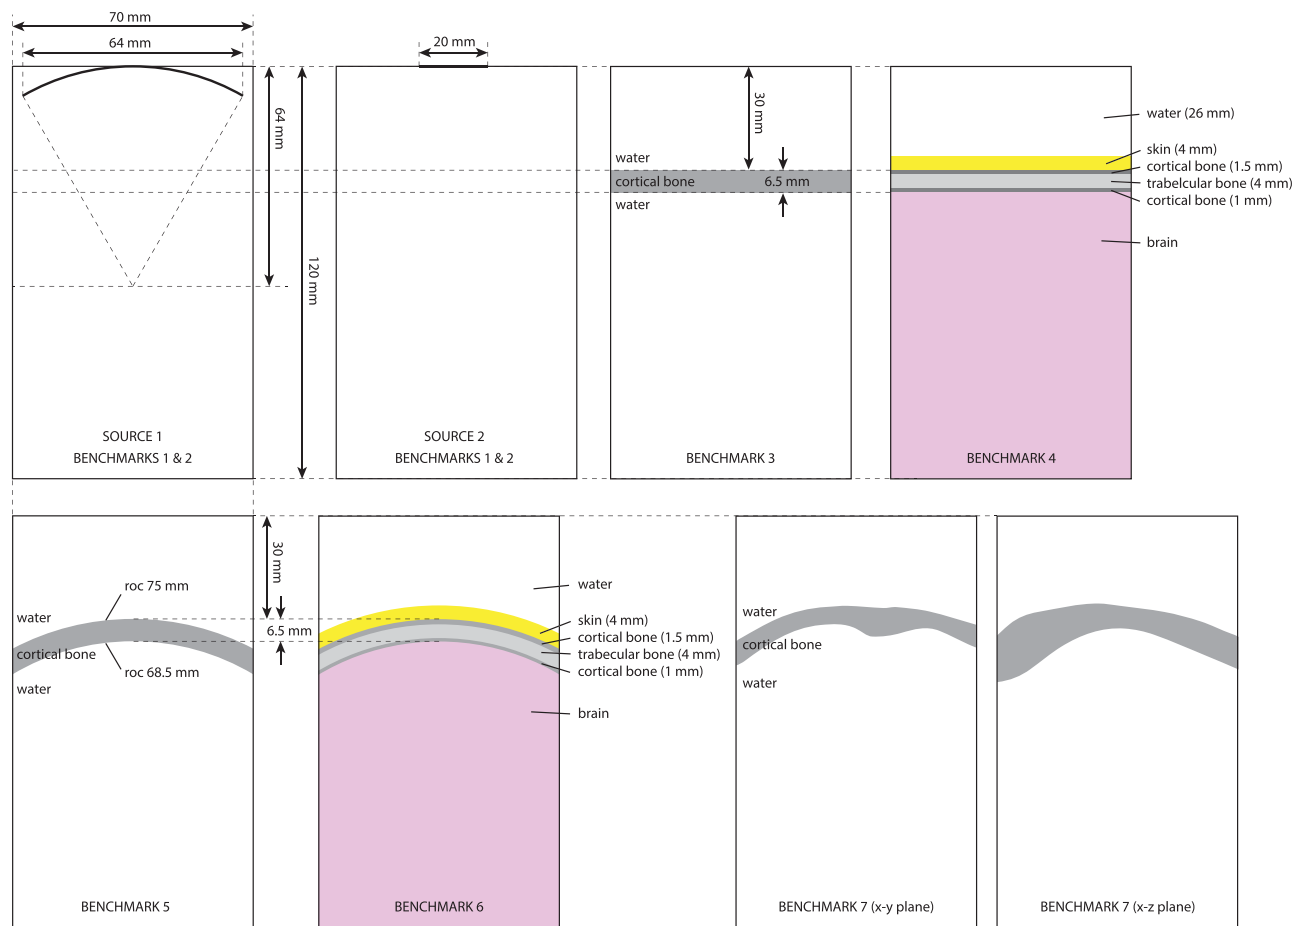 70 mm
64 mm
64 mm
120 mm
SOURCE 1
BENCHMARKS 1 & 2
20 mm
SOURCE 2
BENCHMARKS 1 & 2
30 mm
water
cortical bone
6.5 mm
water
BENCHMARK 3
water (26 mm)
skin (4 mm)
cortical bone (1.5 mm)
trabelcular bone (4 mm)
cortical bone (1 mm)
brain
BENCHMARK 4
30 mm
roc 75 mm
water
6.5 mm
cortical bone
roc 68.5 mm
water
BENCHMARK 5
water
skin (4 mm)
cortical bone (1.5 mm)
trabecular bone (4 mm)
cortical bone (1 mm)
brain
BENCHMARK 6
water
cortical bone
water
BENCHMARK 7 (x-y plane)
BENCHMARK 7 (x-z plane)